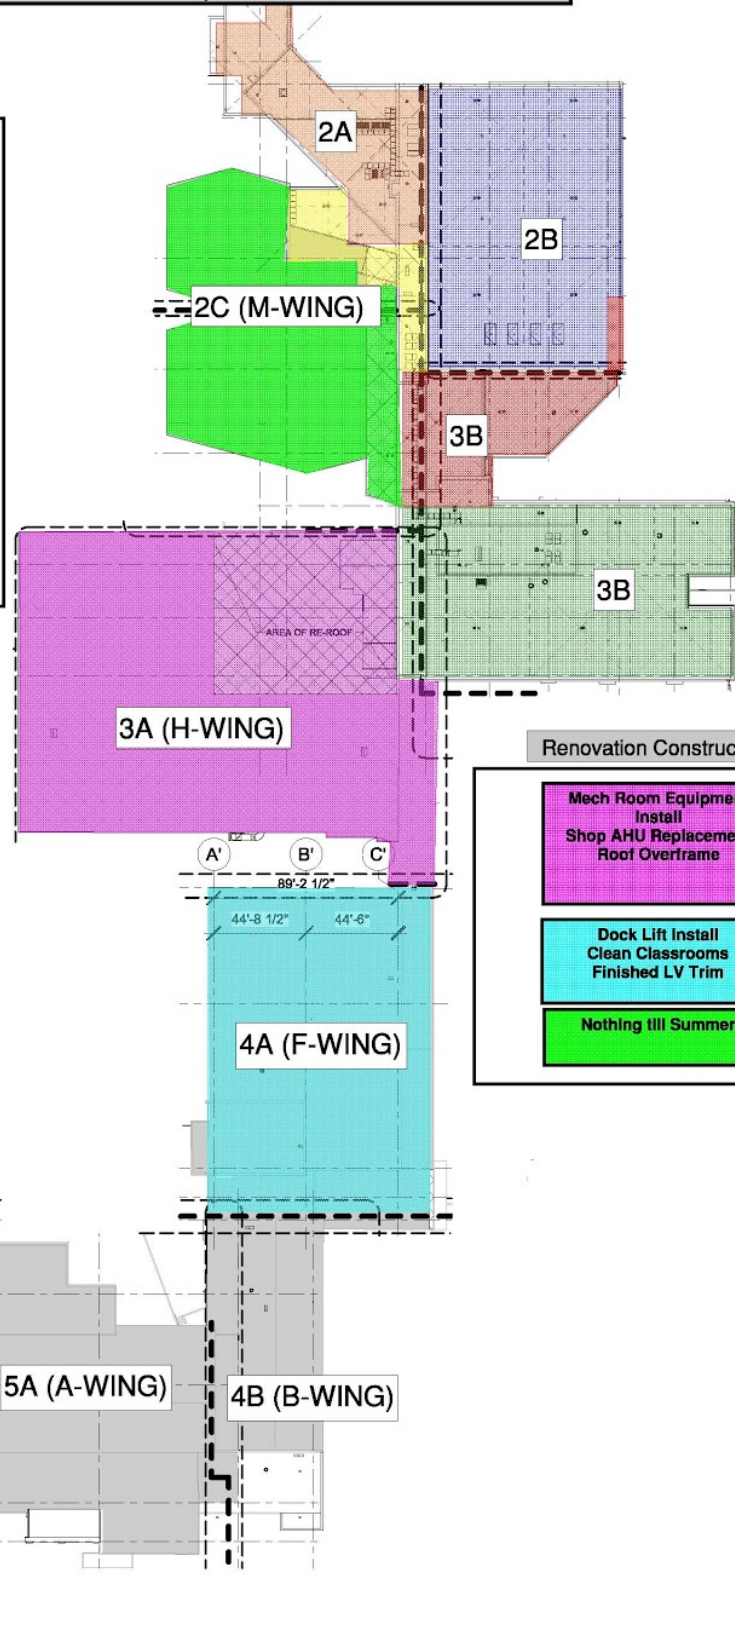 2A
2B
2C (M-WING)
3B
3B
AREA OF RE-ROOF
3A (H-WING)
Renovation Construc
Mech Room Equipme
Install
Shop AHU Replaceme
Roof Overframe
A' B' C'
89'-2 1/2"
44'-8 1/2" 44'-6"
Dock Lift Install
Clean Classrooms
Finished LV Trim
Nothing till Summer
4A (F-WING)
5A (A-WING)
4B (B-WING)